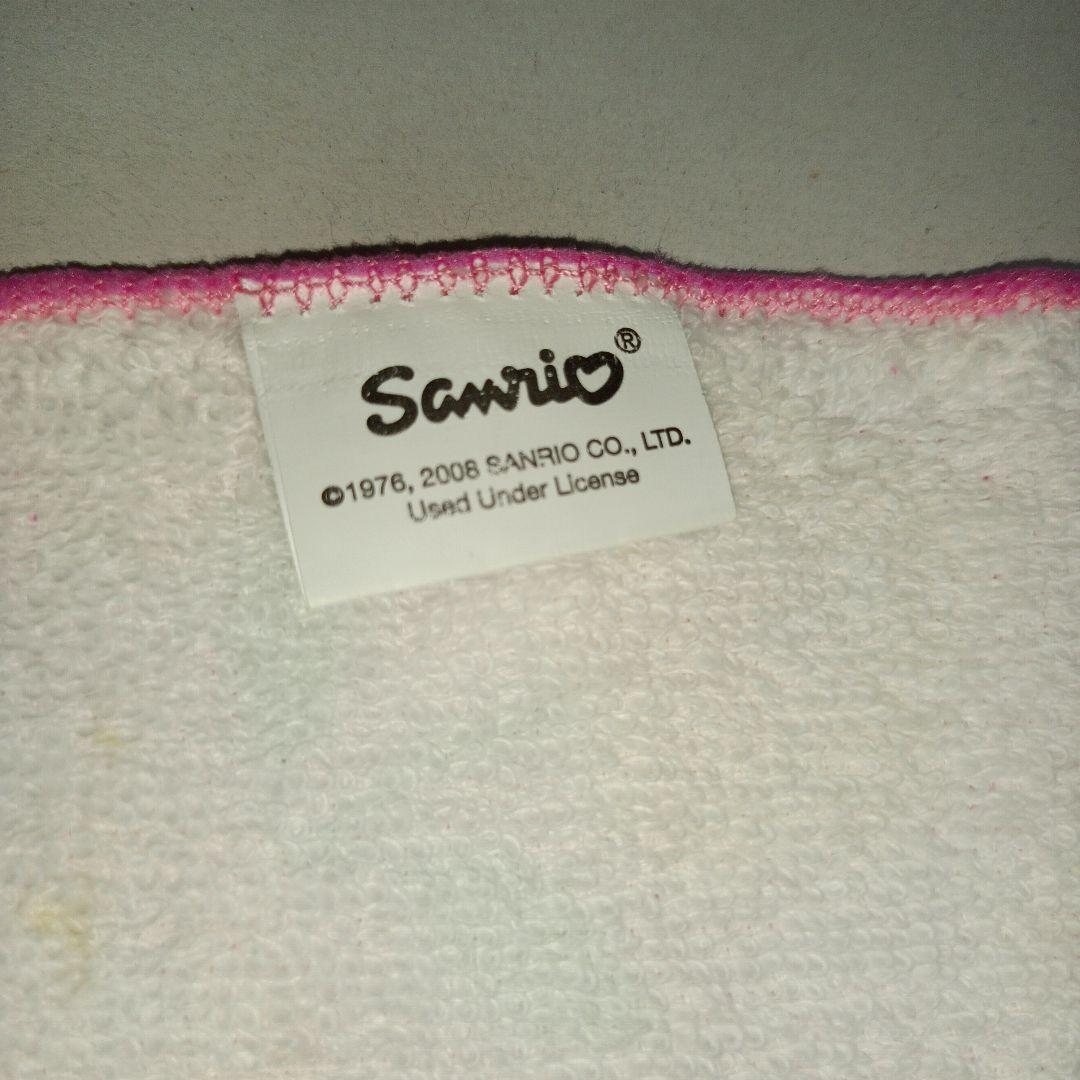 Sanrio®
©1976, 2008 SANRIO CO., LTD.
Used Under License